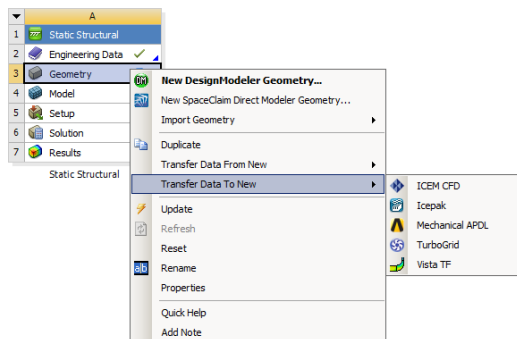 A
1 Static Structural
2 Engineering Data
3 Geometry
4 Model
5 Setup
6 Solution
7 Results
Static Structural
DM New DesignModeler Geometry...
New SpaceClaim Direct Modeler Geometry...
Import Geometry
Duplicate
Transfer Data From New
Transfer Data To New
Update
Refresh
Reset
ab Rename
Properties
Quick Help
Add Note
ICEM CFD
Icepak
Mechanical APDL
TurboGrid
Vista TF